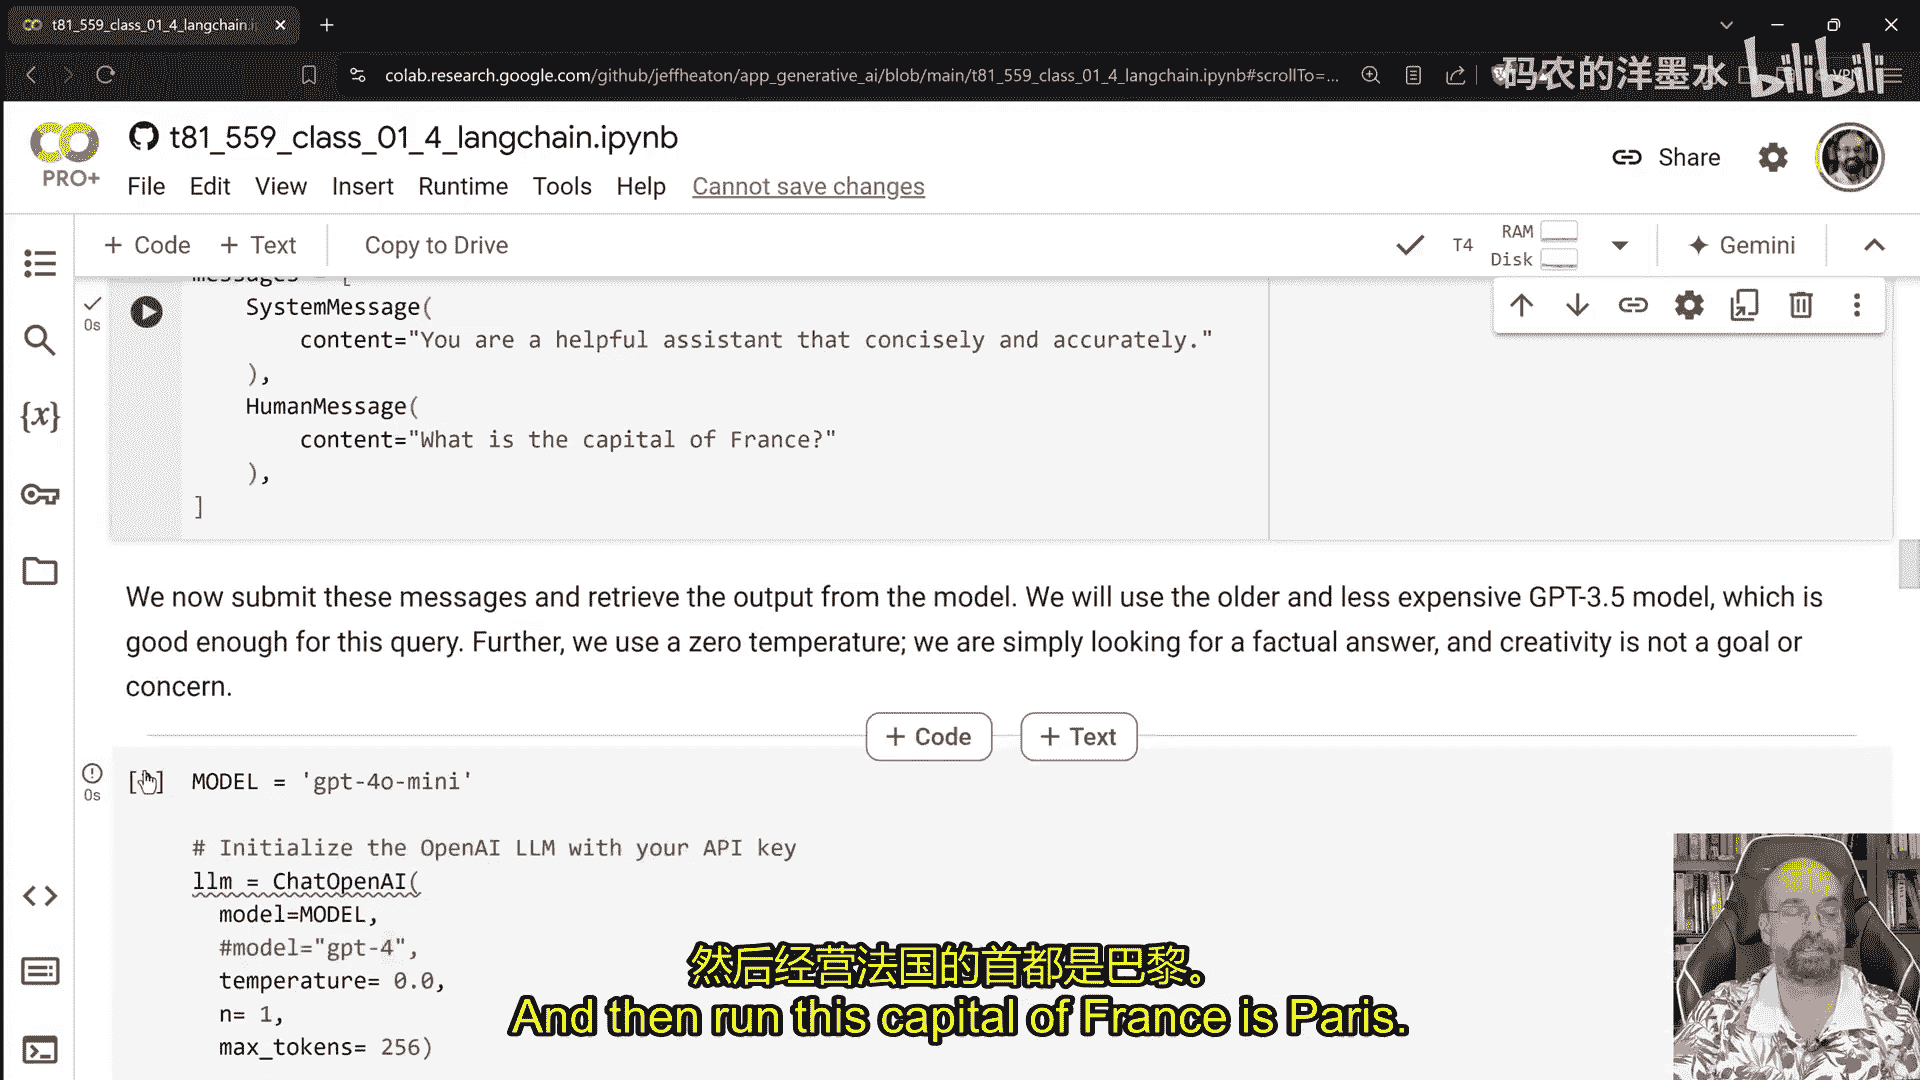 t81_559_class_01_4_langchain.i
colab.research.google.com/github/jeffheaton/app_generative_ai/blob/main/t81_559_class_01_4_langchain.ipynb#scrollTo=...
码农的洋墨水 bilibili
VPN
CO
PRO+
t81_559_class_01_4_langchain.ipynb
File Edit View Insert Runtime Tools Help Cannot save changes
Share
+ Code + Text Copy to Drive
T4 RAM
Disk
Gemini
messages = [
0s
SystemMessage(
content="You are a helpful assistant that concisely and accurately."
),
HumanMessage(
content="What is the capital of France?"
),
]
We now submit these messages and retrieve the output from the model. We will use the older and less expensive GPT-3.5 model, which is
good enough for this query. Further, we use a zero temperature; we are simply looking for a factual answer, and creativity is not a goal or
concern.
+ Code + Text
0s
[ ] MODEL = 'gpt-4o-mini'
# Initialize the OpenAI LLM with your API key
llm = ChatOpenAI(
model=MODEL,
#model="gpt-4",
temperature= 0.0,
n= 1,
max_tokens= 256)
然后经营法国的首都是巴黎。
And then run this capital of France is Paris.